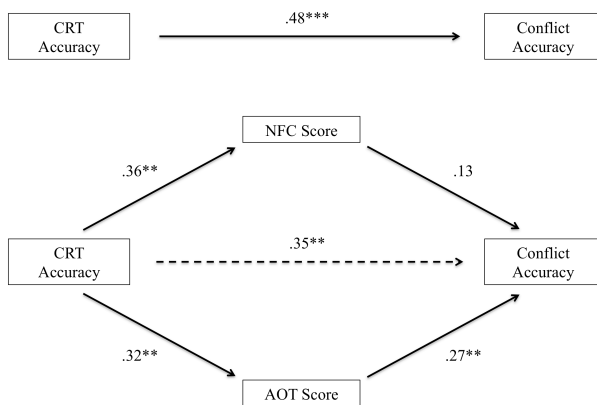 CRT
Accuracy
.48***
Conflict
Accuracy
NFC Score
.36**
.13
CRT
Accuracy
.35**
Conflict
Accuracy
.32**
.27**
AOT Score